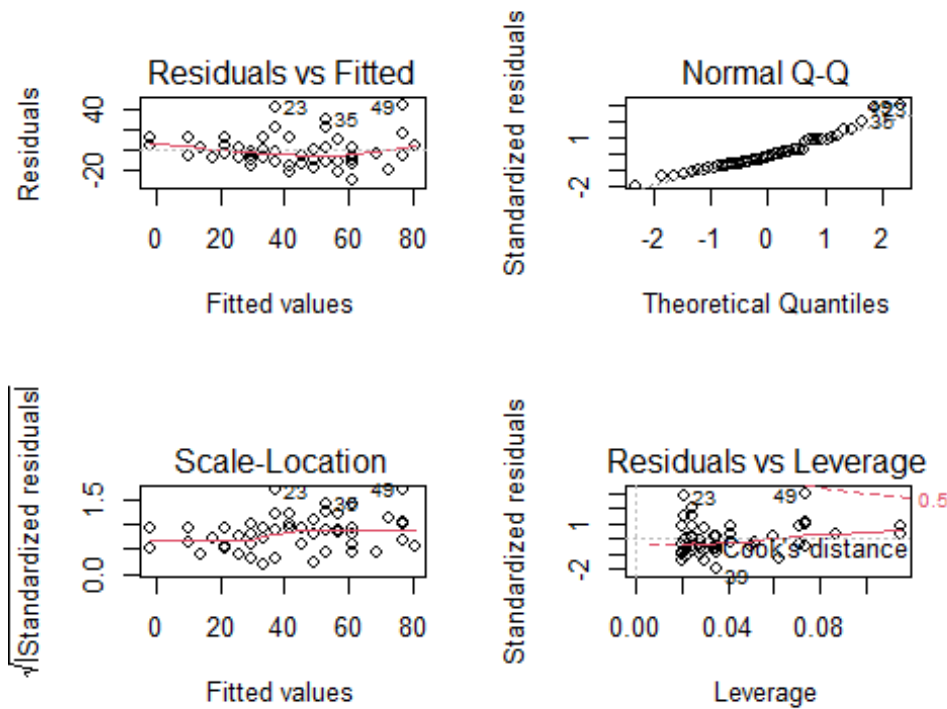 Residuals vs Fitted
Residuals
40
-20
23
35
49
0 20 40 60 80
Fitted values
Normal Q-Q
Standardized residuals
1
-2
35
-2 -1 0 1 2
Theoretical Quantiles
Scale-Location
√|Standardized residuals|
1.5
0.0
23
49
0 20 40 60 80
Fitted values
Residuals vs Leverage
Standardized residuals
1
-2
23
49
0.5
Cook's distance
39
0.00 0.04 0.08
Leverage